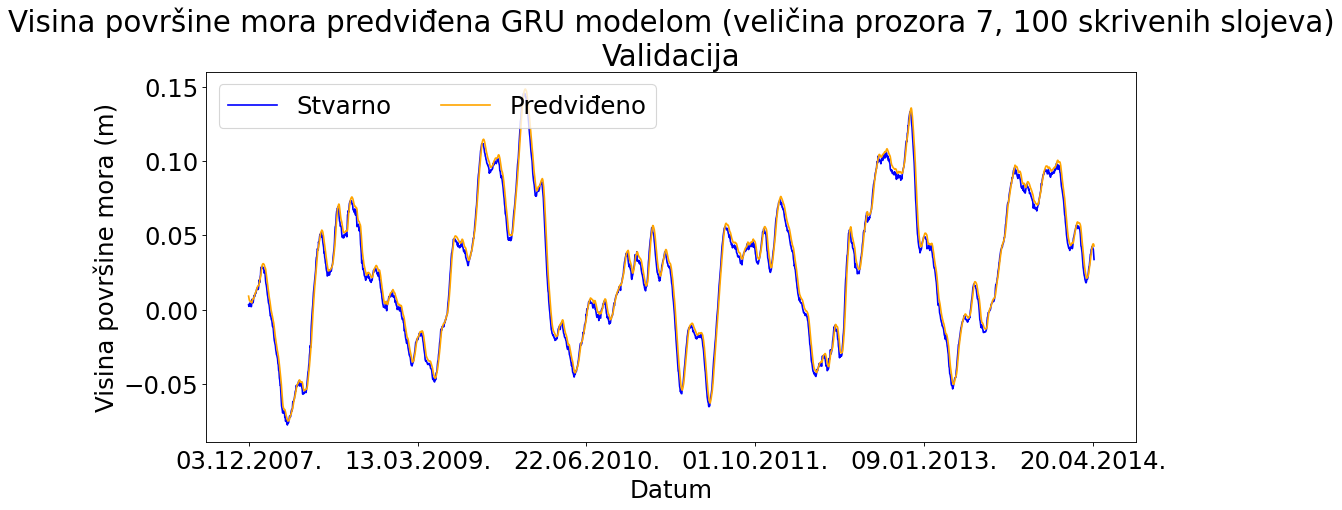 Visina površine mora predviđena GRU modelom (veličina prozora 7, 100 skrivenih slojeva)
Validacija
Stvarno Predviđeno
Visina površine mora (m)
0.15
0.10
0.05
0.00
−0.05
03.12.2007. 13.03.2009. 22.06.2010. 01.10.2011. 09.01.2013. 20.04.2014.
Datum